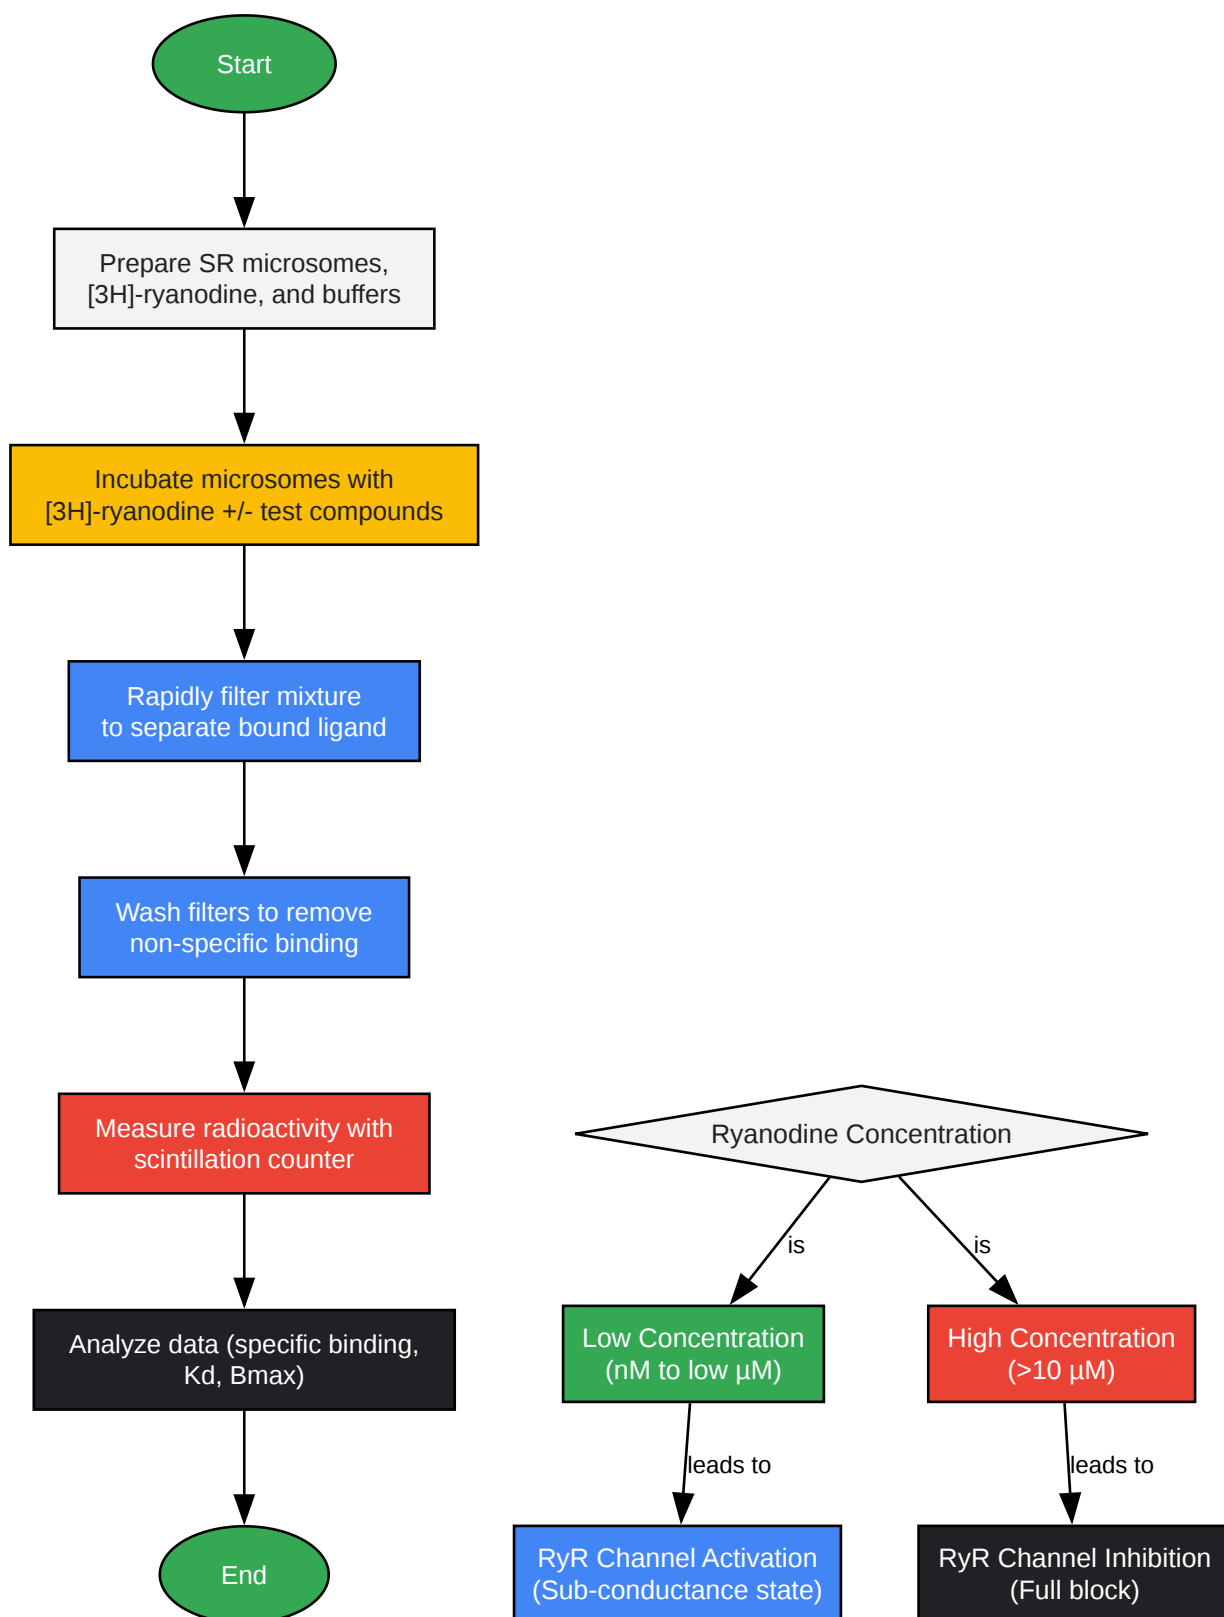 Start
Prepare SR microsomes,
[3H]-ryanodine, and buffers
Incubate microsomes with
[3H]-ryanodine +/- test compounds
Rapidly filter mixture
to separate bound ligand
Wash filters to remove
non-specific binding
Measure radioactivity with
scintillation counter
Analyze data (specific binding,
Kd, Bmax)
End
Ryanodine Concentration
is
is
Low Concentration
(nM to low µM)
High Concentration
(>10 µM)
leads to
leads to
RyR Channel Activation
(Sub-conductance state)
RyR Channel Inhibition
(Full block)